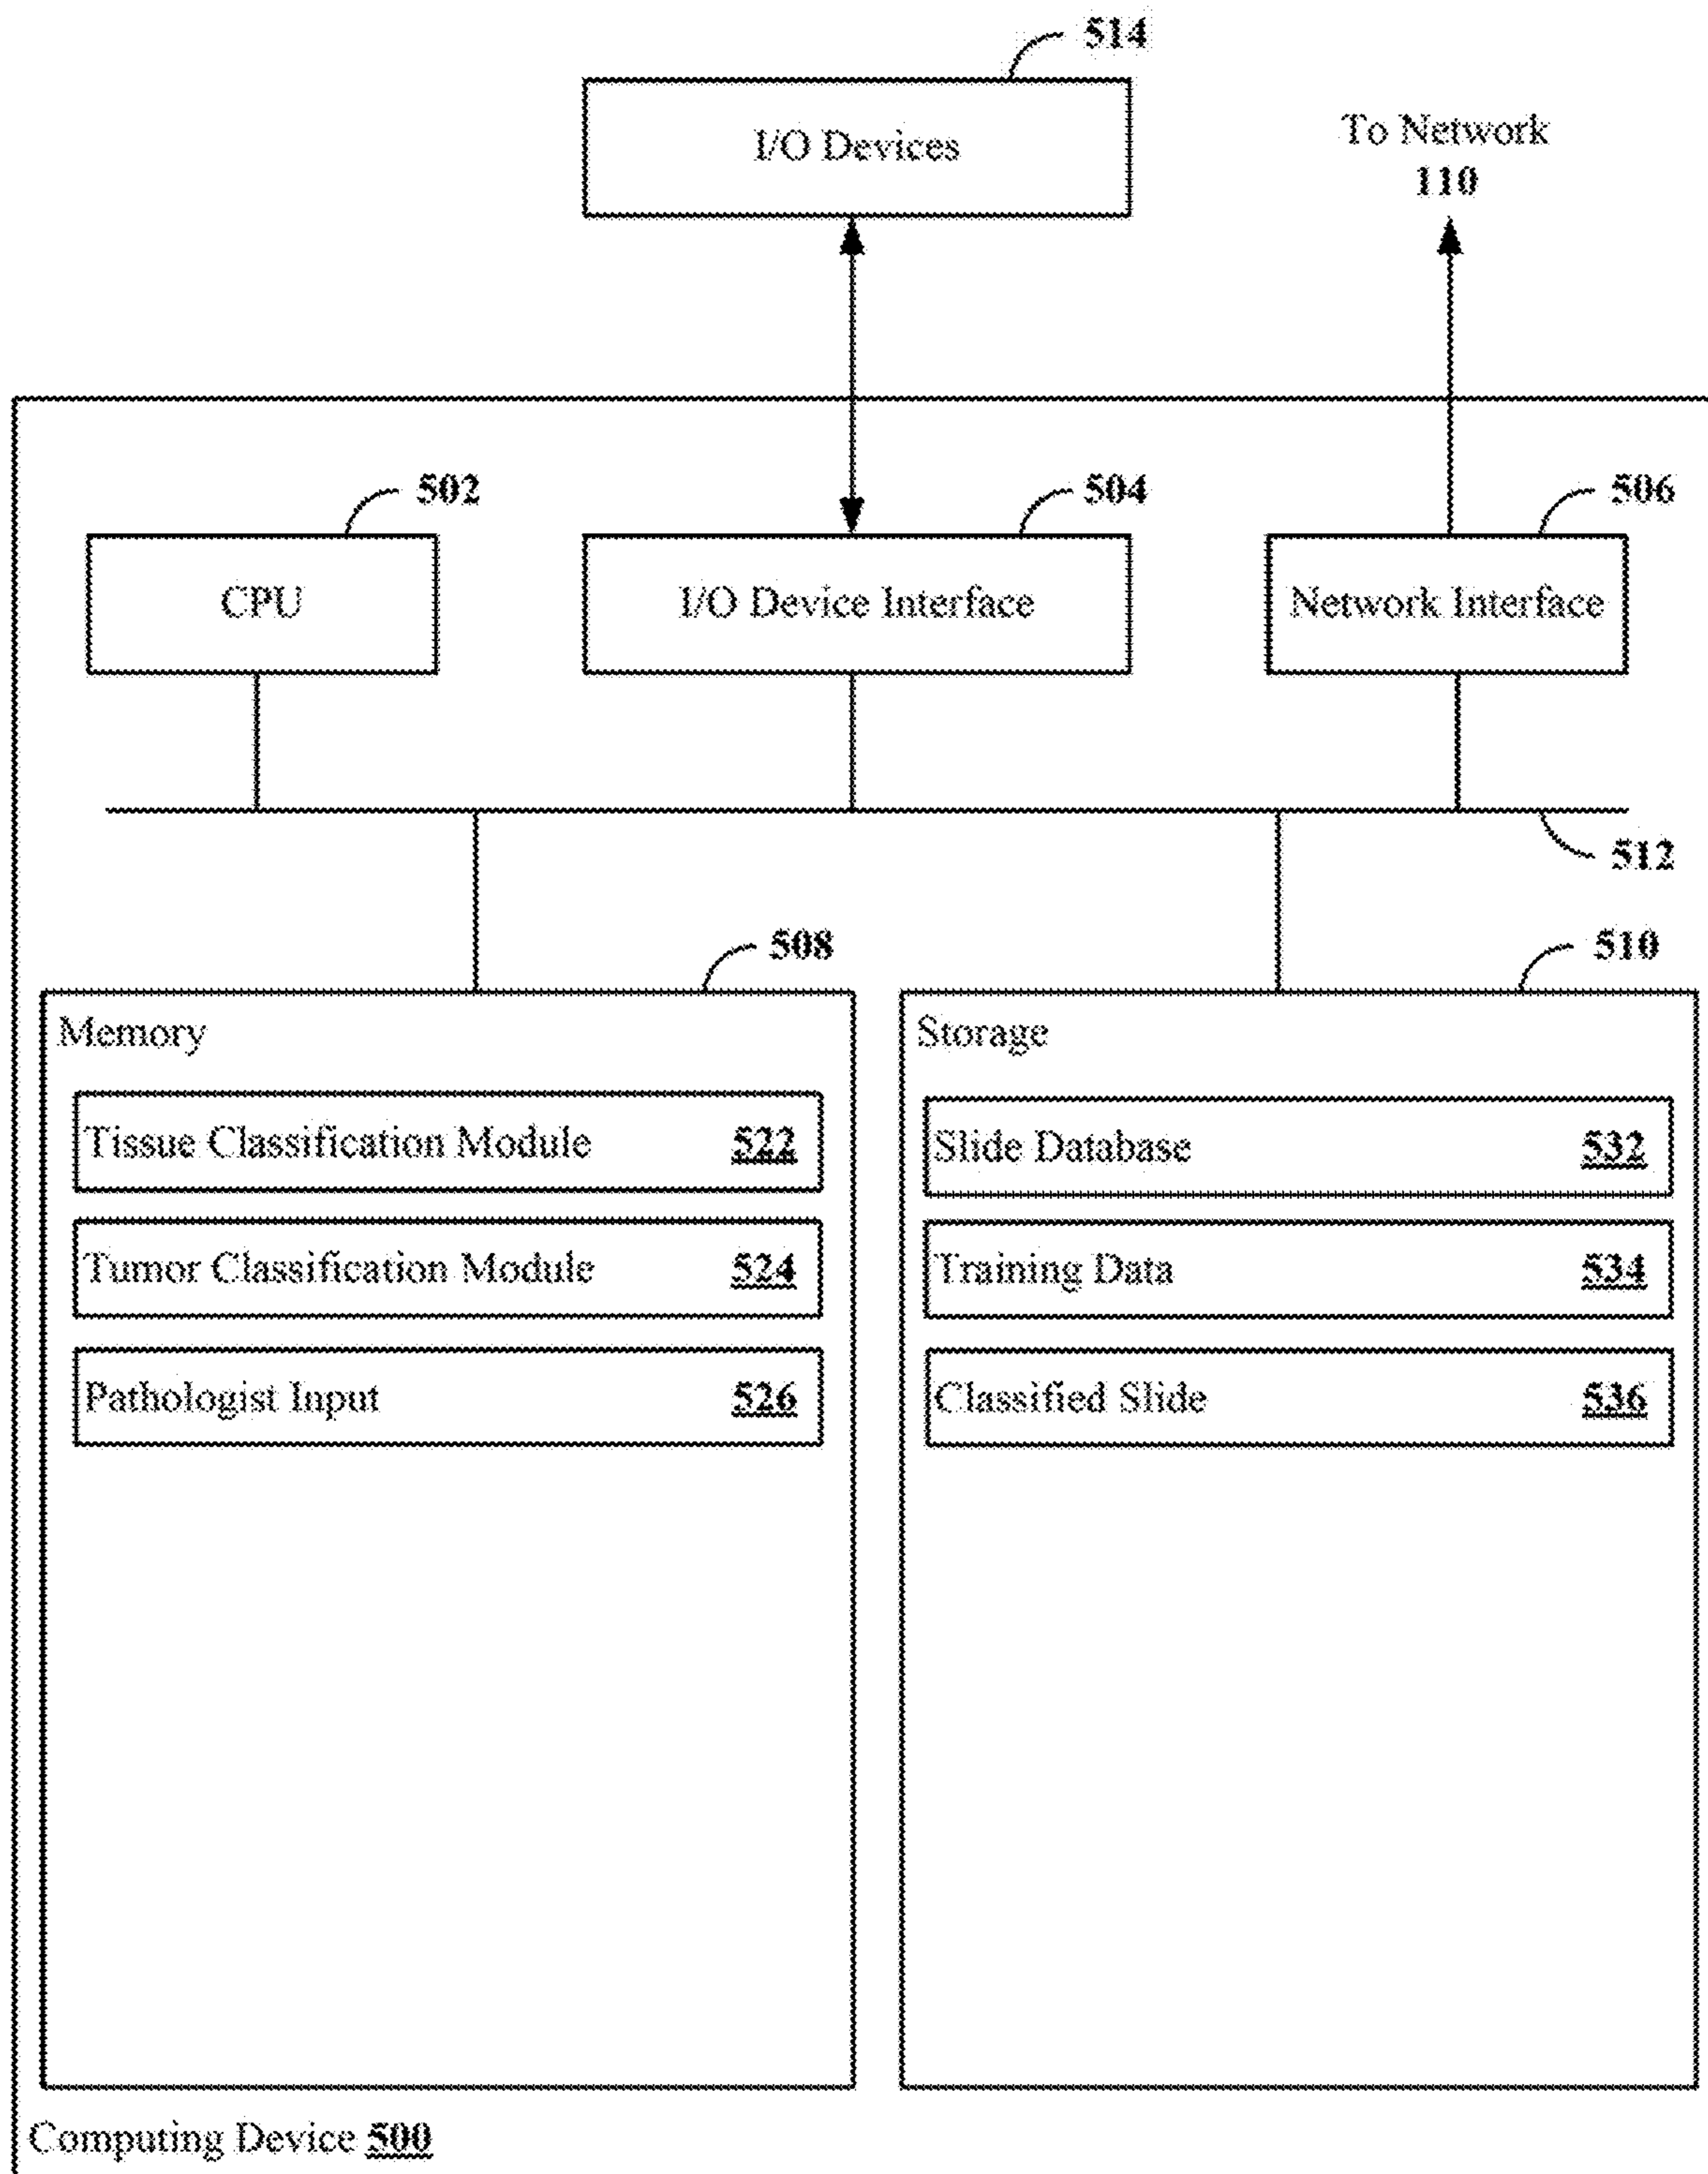 514
I/O Devices
To Network
110
502
504
506
CPU
I/O Device Interface
Network Interface
512
508
510
Memory
Tissue Classification Module 522
Tumor Classification Module 524
Pathologist Input 526
Storage
Slide Database 532
Training Data 534
Classified Slide 536
Computing Device 500